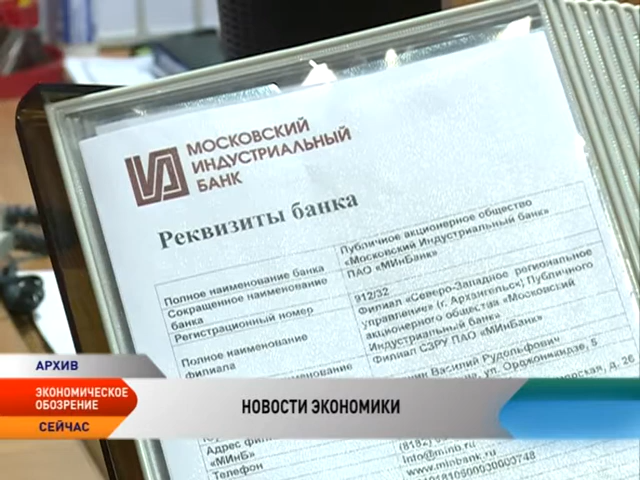 МОСКОВСКИЙ
ИНДУСТРИАЛЬНЫЙ
БАНК
Реквизиты банка
Полное наименование банка
Публичное акционерное общество
«Московский Индустриальный банк»
Сокращенное наименование
банка
ПАО «МИнБанк»
Регистрационный номер
912/32
Полное наименование
филиала
Филиал «Северо-Западное региональное
управление» (г. Архангельск) Публичного
акционерного общества «Московский
Индустриальный банк»
наименование
Филиал СЗРУ ПАО «МИнБанк»
Василий Рудольфович
ул. Орджоникидзе, 5
д. 26
Адрес
«МИнБ»
Телефон
(8182)
info@minb.ru
www.minbank.ru
АРХИВ
ЭКОНОМИЧЕСКОЕ
ОБОЗРЕНИЕ
СЕЙЧАС
НОВОСТИ ЭКОНОМИКИ